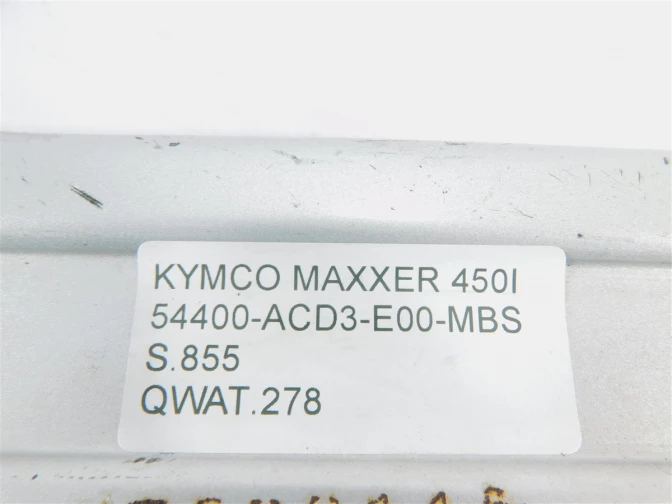 KYMCO MAXXER 450I
54400-ACD3-E00-MBS
S.855
QWAT.278